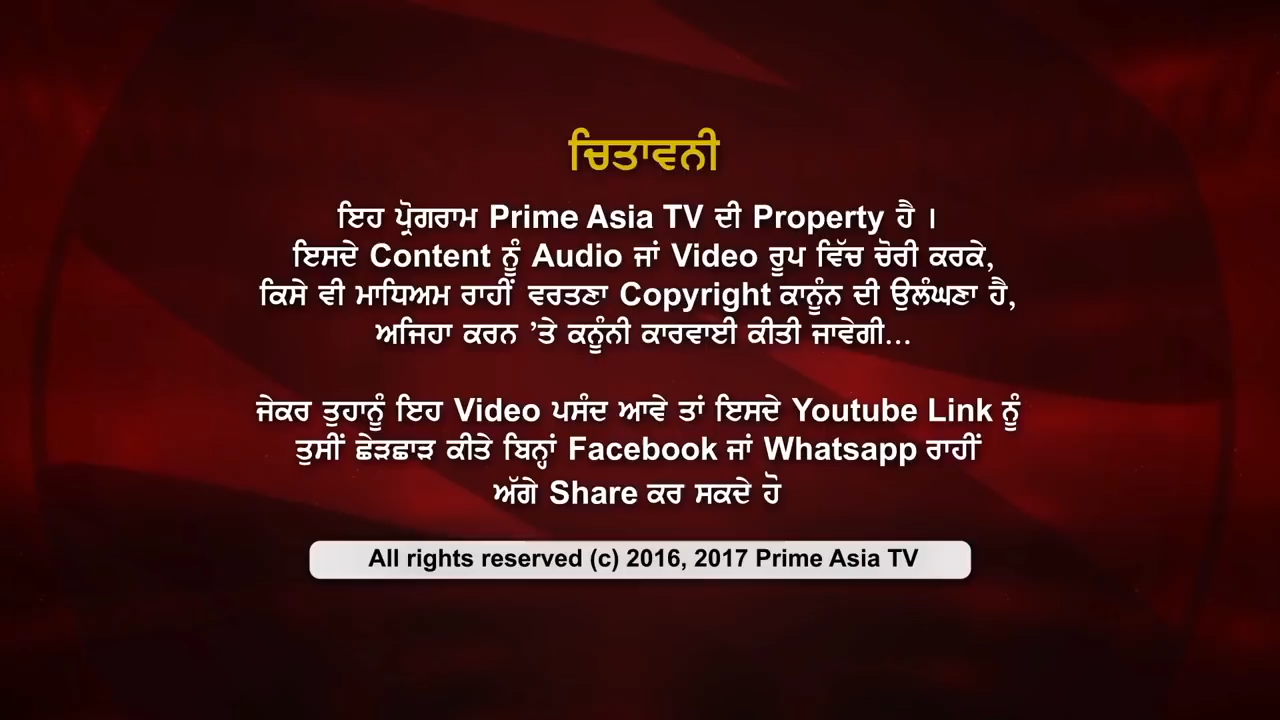 ਚਿਤਾਵਨੀ
ਇਹ ਪ੍ਰੋਗਰਾਮ Prime Asia TV ਦੀ Property ਹੈ ।
ਇਸਦੇ Content ਨੂੰ Audio ਜਾਂ Video ਰੂਪ ਵਿੱਚ ਚੋਰੀ ਕਰਕੇ,
ਕਿਸੇ ਵੀ ਮਾਧਿਅਮ ਰਾਹੀਂ ਵਰਤਣਾ Copyright ਕਾਨੂੰਨ ਦੀ ਉਲੰਘਣਾ ਹੈ,
ਅਜਿਹਾ ਕਰਨ ’ਤੇ ਕਨੂੰਨੀ ਕਾਰਵਾਈ ਕੀਤੀ ਜਾਵੇਗੀ...
ਜੇਕਰ ਤੁਹਾਨੂੰ ਇਹ Video ਪਸੰਦ ਆਵੇ ਤਾਂ ਇਸਦੇ Youtube Link ਨੂੰ
ਤੁਸੀਂ ਛੇੜਛਾੜ ਕੀਤੇ ਬਿਨ੍ਹਾਂ Facebook ਜਾਂ Whatsapp ਰਾਹੀਂ
ਅੱਗੇ Share ਕਰ ਸਕਦੇ ਹੋ
All rights reserved (c) 2016, 2017 Prime Asia TV